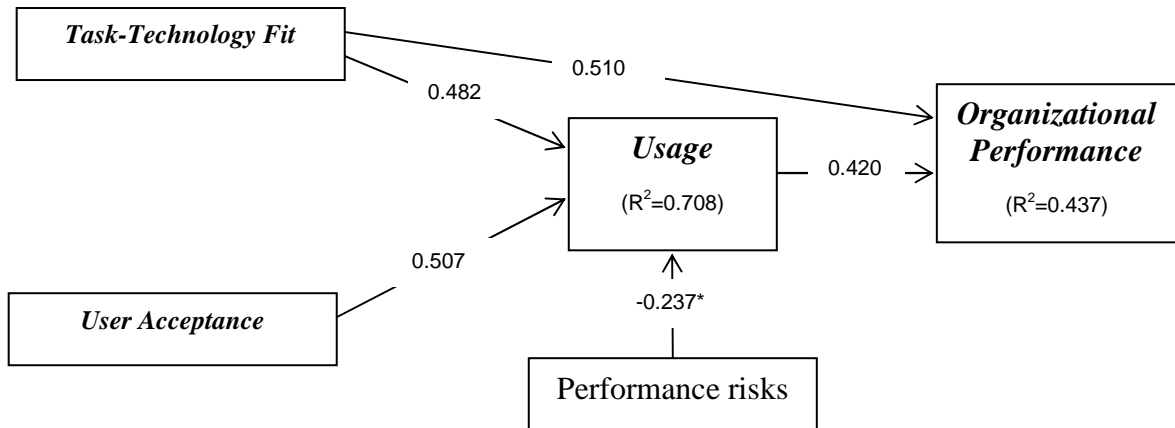 Task-Technology Fit
0.510
0.482
Organizational
Performance
(R²=0.437)
Usage
(R²=0.708)
0.420
0.507
-0.237*
User Acceptance
Performance risks